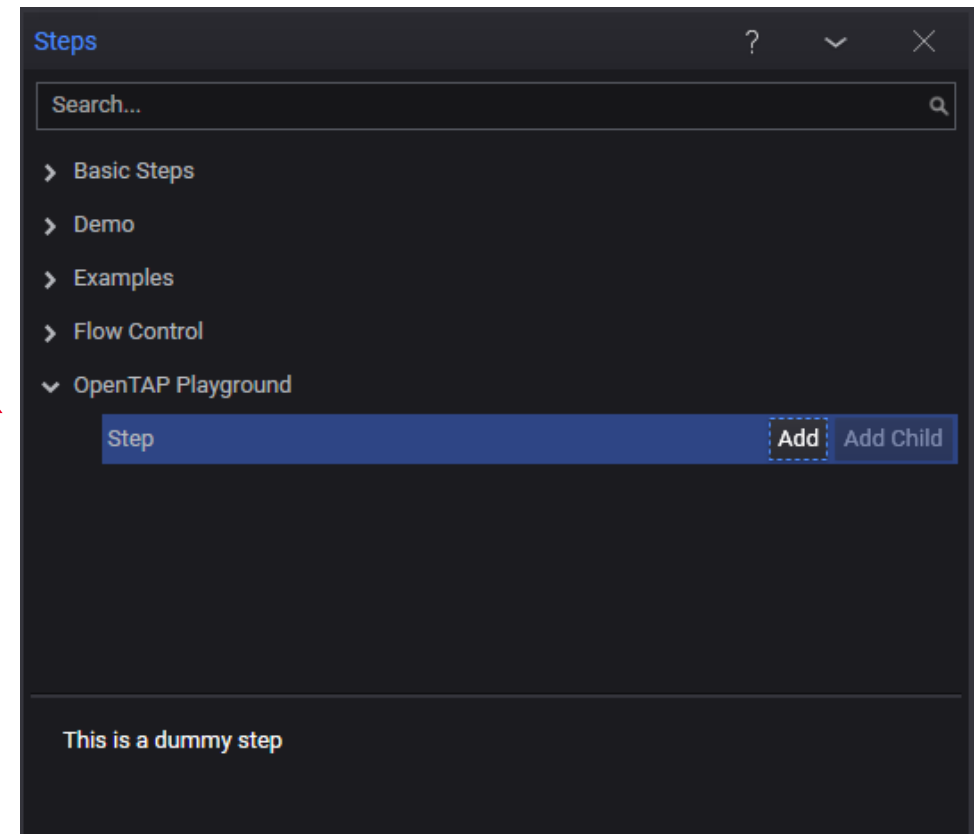 Steps
?
Search...
Basic Steps
Demo
Examples
Flow Control
OpenTAP Playground
Step Add Add Child
This is a dummy step